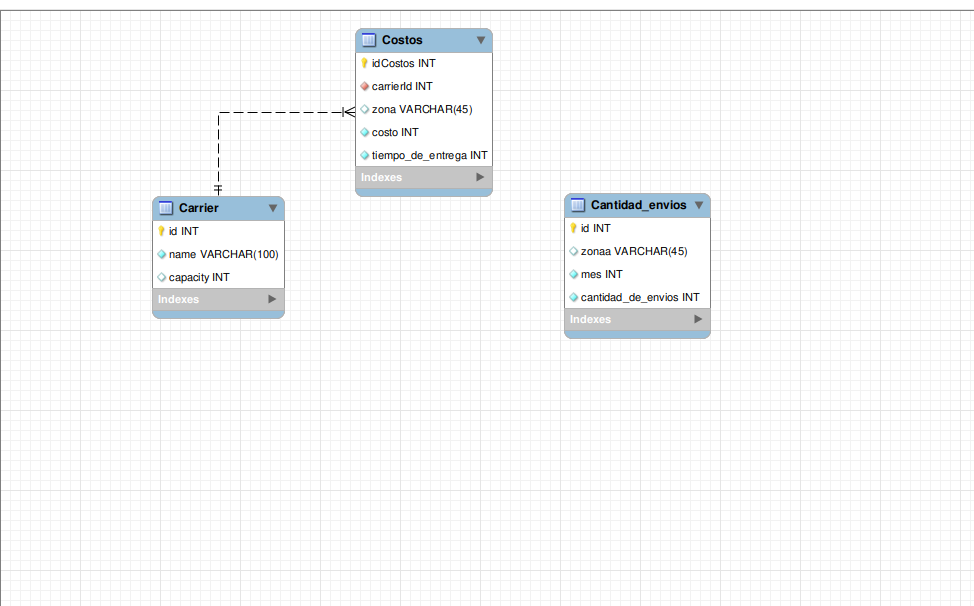 Costos
idCostos INT
carrierId INT
zona VARCHAR(45)
costo INT
tiempo_de_entrega INT
Indexes
Carrier
id INT
name VARCHAR(100)
capacity INT
Indexes
Cantidad_envios
id INT
zonaa VARCHAR(45)
mes INT
cantidad_de_envios INT
Indexes